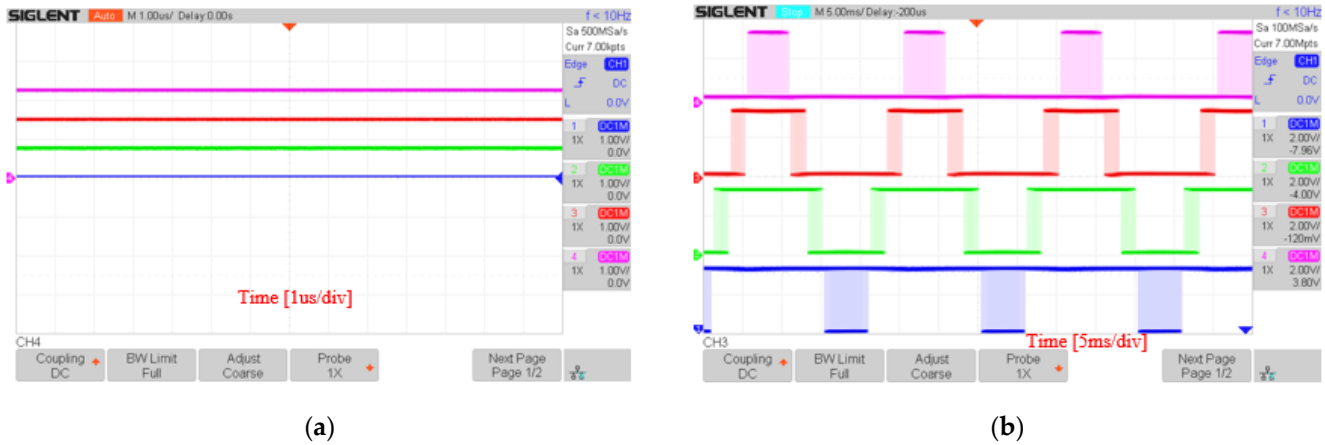 SIGLENT Auto M 1.00us/ Delay:0.00s f < 10Hz
Sa 500MSa/s
Curr 7.00kpts
Edge CH1
DC
L 0.0V
1 DC1M
1X 1.00V/
0.0V
2 DC1M
1X 1.00V/
0.0V
3 DC1M
1X 1.00V/
0.0V
4 DC1M
1X 1.00V/
0.0V
4
Time [1us/div]
CH4
Coupling BW Limit Adjust Probe Next Page
DC Full Coarse 1X Page 1/2
(a)
SIGLENT Stop M 5.00ms/ Delay:-200us f < 10Hz
Sa 100MSa/s
Curr 7.00Mpts
Edge CH1
DC
L 0.0V
1 DC1M
1X 2.00V/
-7.96V
2 DC1M
1X 2.00V/
-4.00V
3 DC1M
1X 2.00V/
-120mV
4 DC1M
1X 2.00V/
3.80V
4
3
2
1
Time [5ms/div]
CH3
Coupling BW Limit Adjust Probe Next Page
DC Full Coarse 1X Page 1/2
(b)